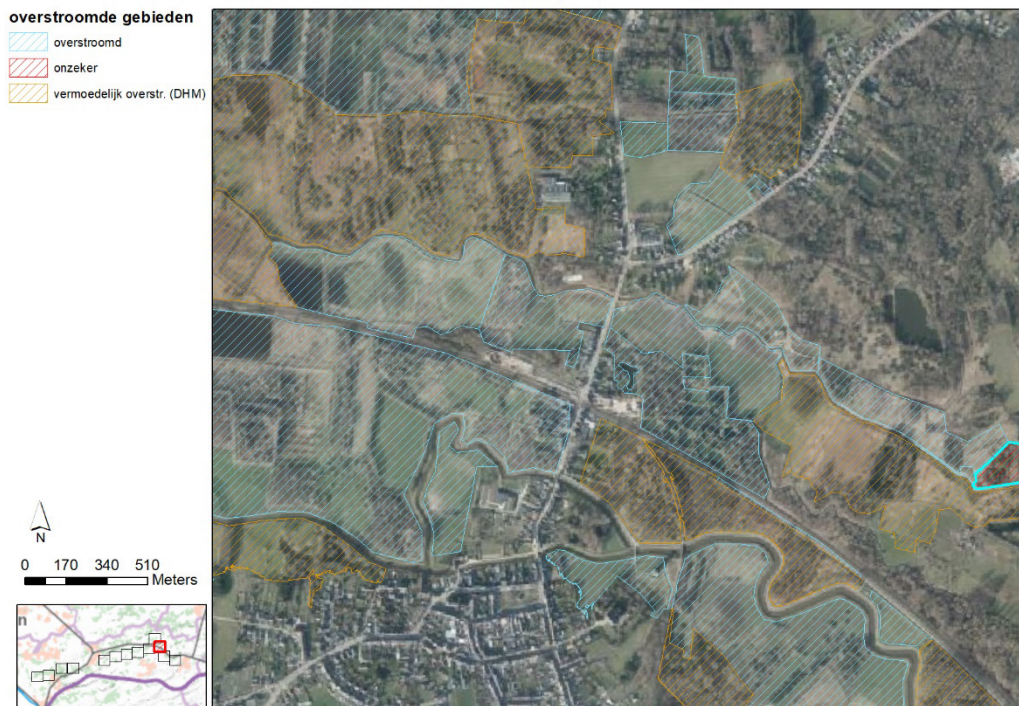 overstroomde gebieden
overstroomd
onzeker
vermoedelijk overstr. (DHM)
N
0 170 340 510
Meters
n